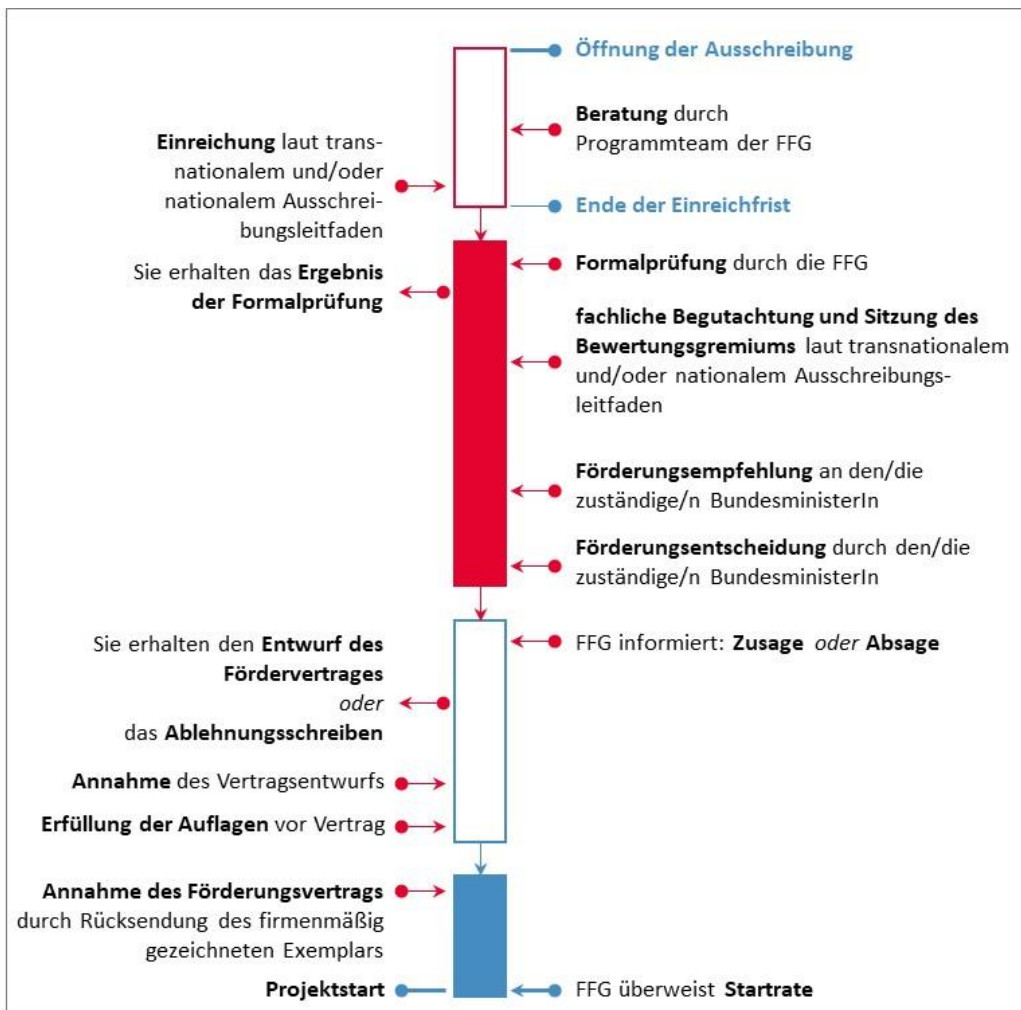 Öffnung der Ausschreibung
Beratung durch
Programmteam der FFG
Einreichung laut trans-
nationalem und/oder
nationalem Ausschrei-
bungsleitfaden
Ende der Einreichfrist
Formalprüfung durch die FFG
Sie erhalten das Ergebnis
der Formalprüfung
fachliche Begutachtung und Sitzung des
Bewertungsgremiums laut transnationalem
und/oder nationalem Ausschreibungs-
leitfaden
Förderungsempfehlung an den/die
zuständige/n BundesministerIn
Förderungsentscheidung durch den/die
zuständige/n BundesministerIn
FFG informiert: Zusage oder Absage
Sie erhalten den Entwurf des
Fördervertrages
oder
das Ablehnungsschreiben
Annahme des Vertragsentwurfs
Erfüllung der Auflagen vor Vertrag
Annahme des Förderungsvertrags
durch Rücksendung des firmenmäßig
gezeichneten Exemplars
Projektstart
FFG überweist Startrate